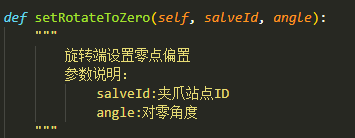 def setRotateToZero(self, salveId, angle):
"""
旋转端设置零点偏置
参数说明：
salveId:夹爪站点ID
angle:对零角度
"""